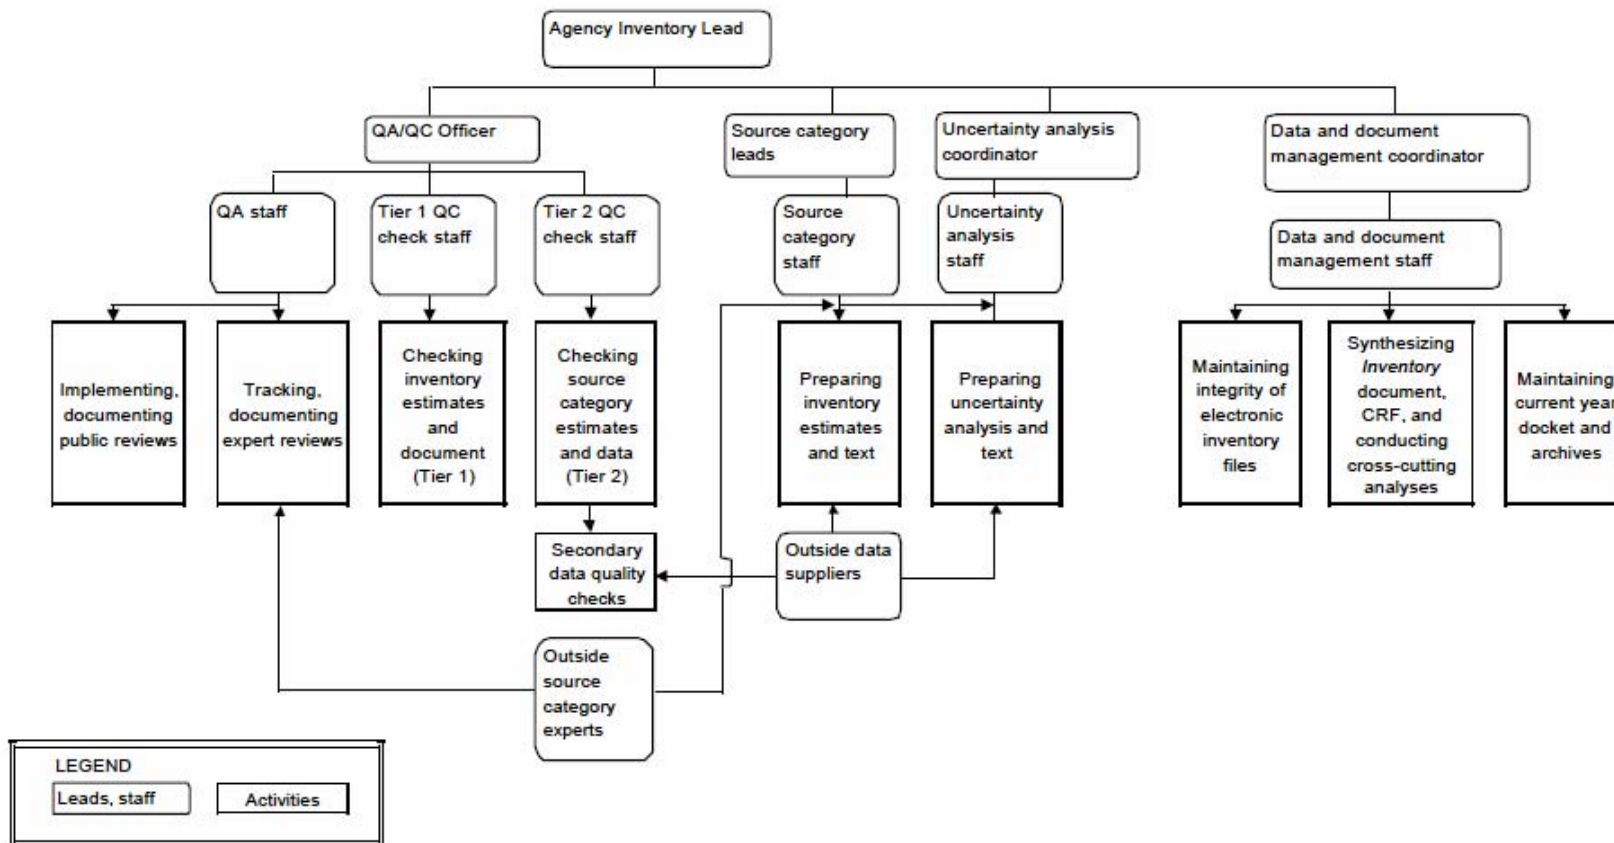 Agency Inventory Lead
QA/QC Officer
Source category
leads
Uncertainty analysis
coordinator
Data and document
management coordinator
QA staff
Tier 1 QC
check staff
Tier 2 QC
check staff
Source
category
staff
Uncertainty
analysis
staff
Data and document
management staff
Implementing,
documenting
public reviews
Tracking,
documenting
expert reviews
Checking
inventory
estimates
and
document
(Tier 1)
Checking
source
category
estimates
and data
(Tier 2)
Preparing
inventory
estimates
and text
Preparing
uncertainty
analysis and
text
Maintaining
integrity of
electronic
inventory
files
Synthesizing
Inventory
document,
CRF, and
conducting
cross-cutting
analyses
Maintaining
current year
docket and
archives
Secondary
data quality
checks
Outside data
suppliers
Outside
source
category
experts
LEGEND
Leads, staff
Activities